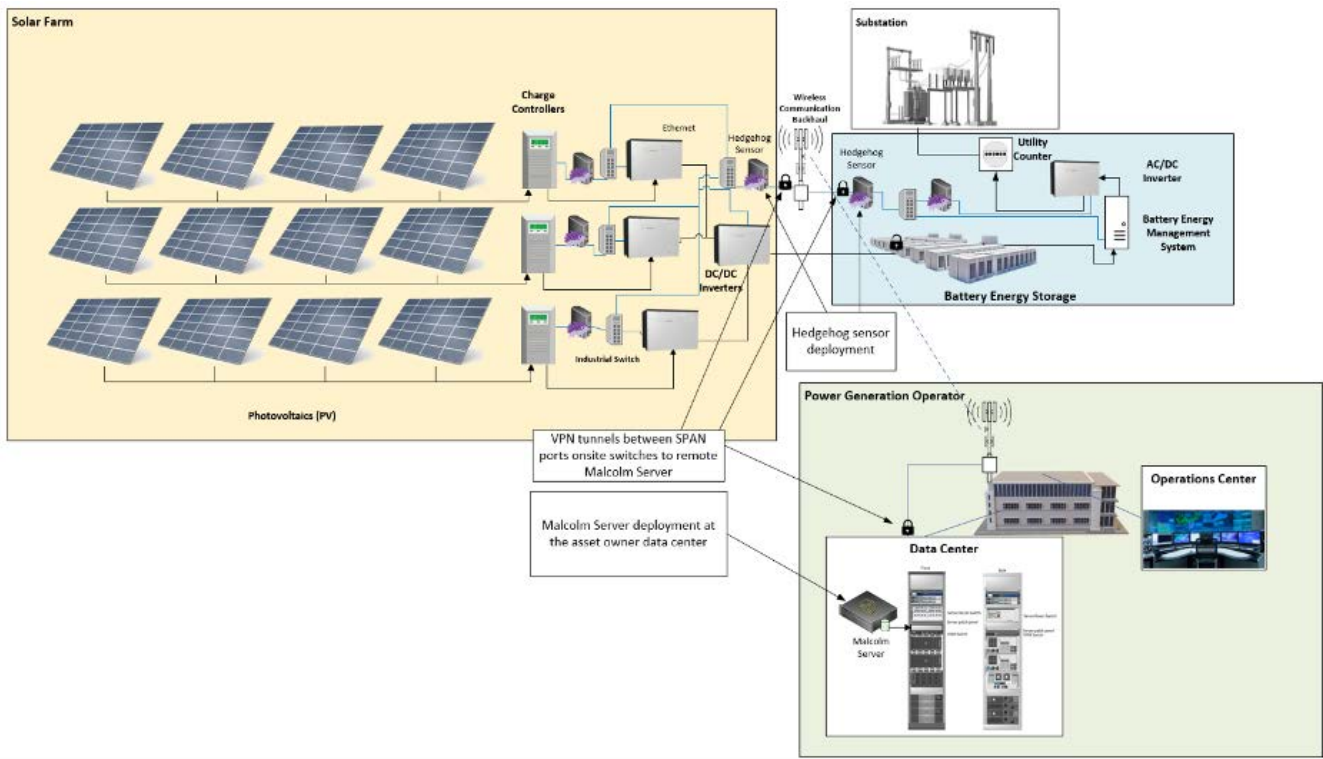 Solar Farm
Substation
Charge
Controllers
Ethernet
Hedgehog
Sensor
Wireless
Communication
Backhaul
Hedgehog
Sensor
Utility
Counter
AC/DC
Inverter
Battery Energy
Management
System
DC/DC
Inverters
Battery Energy Storage
Industrial Switch
Hedgehog sensor
deployment
Photovoltaics (PV)
Power Generation Operator
VPN tunnels between SPAN
ports onsite switches to remote
Malcolm Server
Operations Center
Malcolm Server deployment at
the asset owner data center
Data Center
Malcolm
Server